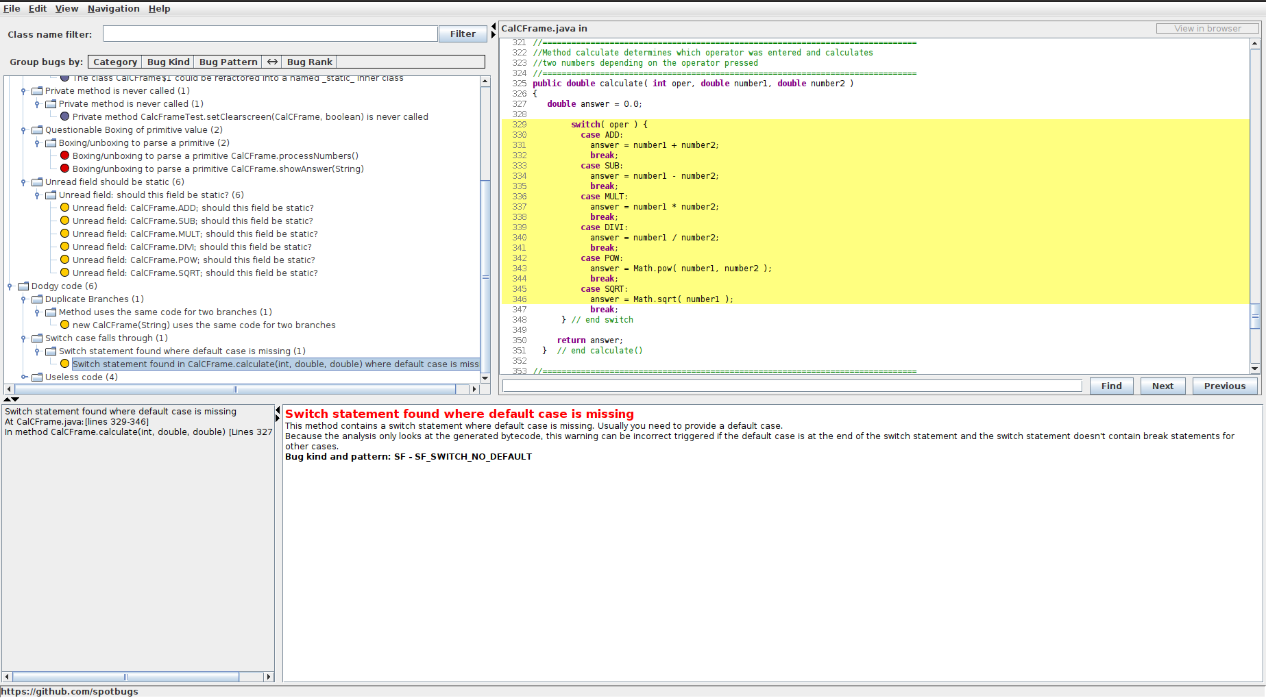 File Edit View Navigation Help
Class name filter: Filter
Group bugs by: Category Bug Kind Bug Pattern ↔ Bug Rank
The class CalCFrame$1 could be refactored into a named _static_ inner class
Private method is never called (1)
Private method is never called (1)
Private method CalcFrameTest.setClearscreen(CalCFrame, boolean) is never called
Questionable Boxing of primitive value (2)
Boxing/unboxing to parse a primitive (2)
Boxing/unboxing to parse a primitive CalCFrame.processNumbers()
Boxing/unboxing to parse a primitive CalCFrame.showAnswer(String)
Unread field should be static (6)
Unread field: should this field be static? (6)
Unread field: CalCFrame.ADD; should this field be static?
Unread field: CalCFrame.SUB; should this field be static?
Unread field: CalCFrame.MULT; should this field be static?
Unread field: CalCFrame.DIVI; should this field be static?
Unread field: CalCFrame.POW; should this field be static?
Unread field: CalCFrame.SQRT; should this field be static?
Dodgy code (6)
Duplicate Branches (1)
Method uses the same code for two branches (1)
new CalCFrame(String) uses the same code for two branches
Switch case falls through (1)
Switch statement found where default case is missing (1)
Switch statement found in CalCFrame.calculate(int, double, double) where default case is miss
Useless code (4)
CalCFrame.java in View in browser
321 //==============================================================================
322 //Method calculate determines which operator was entered and calculates
323 //two numbers depending on the operator pressed
324 //==============================================================================
325 public double calculate( int oper, double number1, double number2 )
326 {
327 double answer = 0.0;
328
329 switch( oper ) {
330 case ADD:
331 answer = number1 + number2;
332 break;
333 case SUB:
334 answer = number1 - number2;
335 break;
336 case MULT:
337 answer = number1 * number2;
338 break;
339 case DIVI:
340 answer = number1 / number2;
341 break;
342 case POW:
343 answer = Math.pow( number1, number2 );
344 break;
345 case SQRT:
346 answer = Math.sqrt( number1 );
347 break;
348 } // end switch
349
350 return answer;
351 } // end calculate()
352
353 //==============================================================================
Find Next Previous
Switch statement found where default case is missing
At CalCFrame.java:[lines 329-346]
In method CalCFrame.calculate(int, double, double) [Lines 327
Switch statement found where default case is missing
This method contains a switch statement where default case is missing. Usually you need to provide a default case.
Because the analysis only looks at the generated bytecode, this warning can be incorrect triggered if the default case is at the end of the switch statement and the switch statement doesn't contain break statements for
other cases.
Bug kind and pattern: SF - SF_SWITCH_NO_DEFAULT
https://github.com/spotbugs